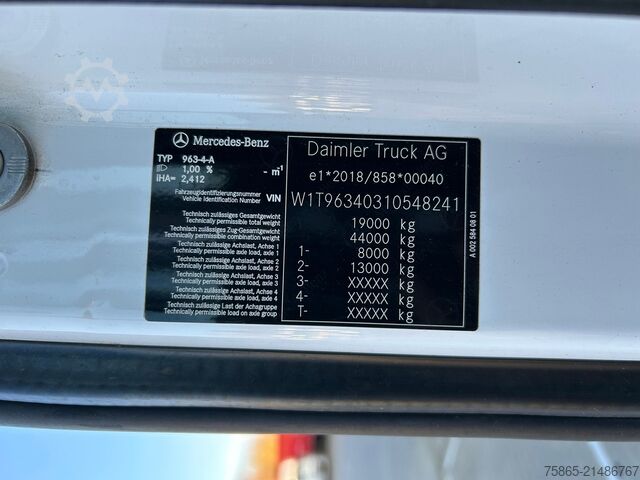 Mercedes-Benz
TYP 963-4-A
1,00 % - m¹
iHA= 2,412
Fahrzeugidentifizierungsnummer
Vehicle Identification Number VIN
Technisch zulässiges Gesamtgewicht
Technically permissible total weight
Technisch zulässiges Zug-Gesamtgewicht
Technically permissible combination weight
Technisch zulässige Achslast, Achse 1
Technically permissible axle load, axle 1
Technisch zulässige Achslast, Achse 2
Technically permissible axle load, axle 2
Technisch zulässige Achslast, Achse 3
Technically permissible axle load, axle 3
Technisch zulässige Achslast, Achse 4
Technically permissible axle load, axle 4
Technisch zulässige Last der Achsgruppe
Technically permissible load on axle group
Daimler Truck AG
e1*2018/858*00040
W1T96340310548241
19000 kg
44000 kg
1- 8000 kg
2- 13000 kg
3- XXXXX kg
4- XXXXX kg
T- XXXXX kg
A 002 584 08 01
75865-21486767